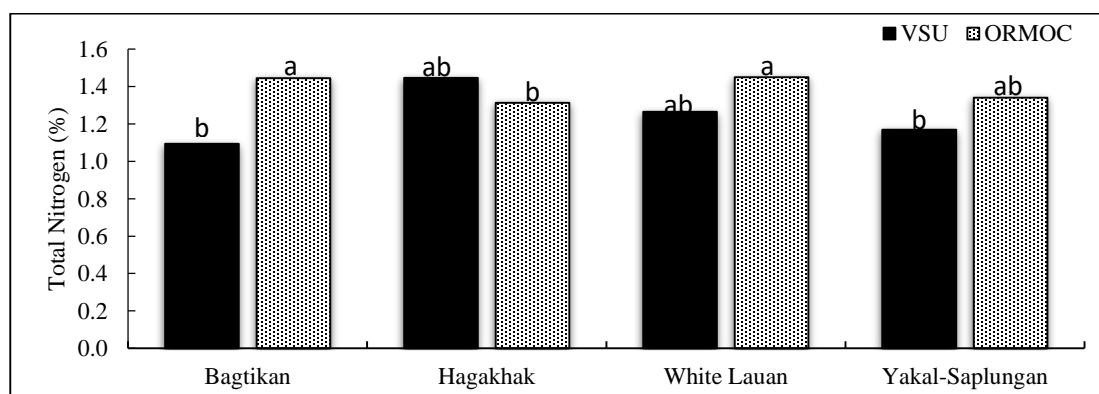 VSU ORMOC
Total Nitrogen (%)
1.6
1.4
1.2
1.0
0.8
0.6
0.4
0.2
0.0
b a ab b ab a b ab
Bagtikan Hagakhak White Lauan Yakal-Saplungan